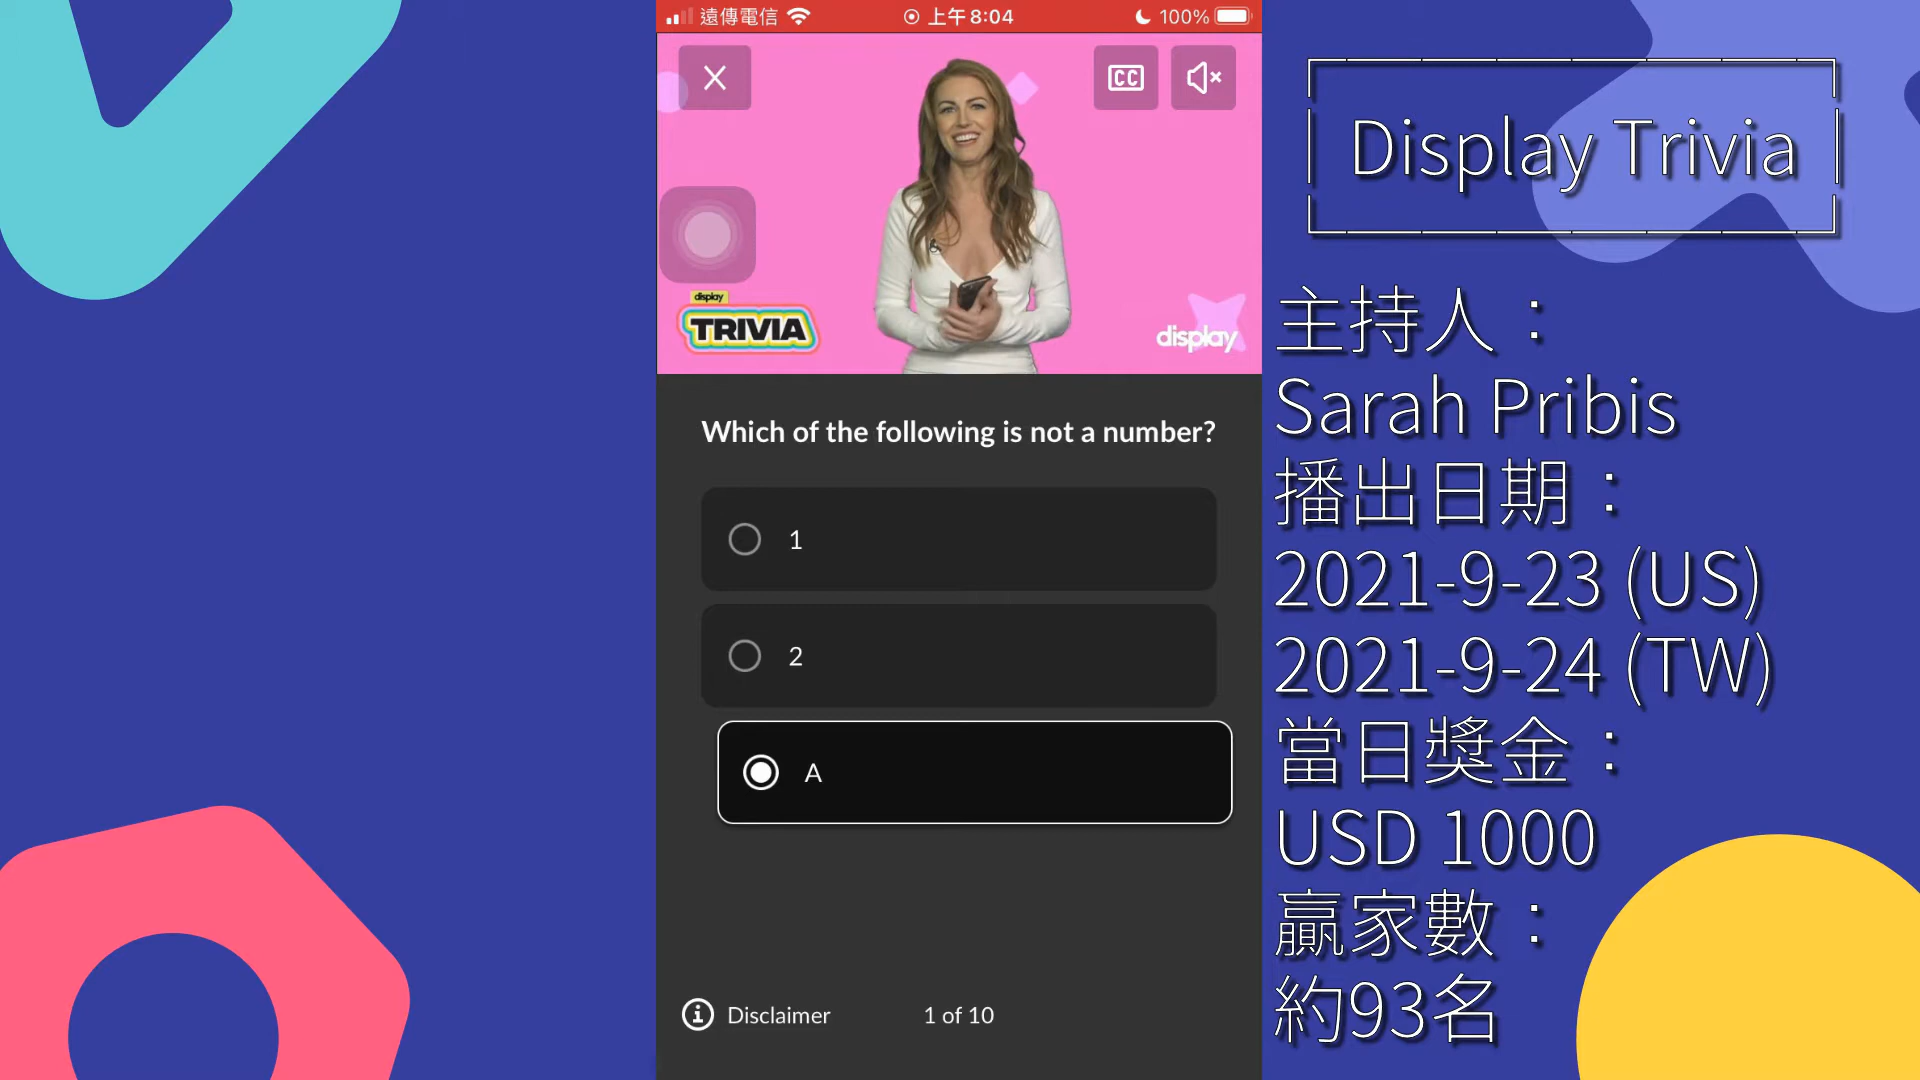 遠傳電信
上午8:04
100%
CC
display
TRIVIA
display
Which of the following is not a number?
1
2
A
Disclaimer
1 of 10
Display Trivia
主持人：
Sarah Pribis
播出日期：
2021-9-23 (US)
2021-9-24 (TW)
當日獎金：
USD 1000
贏家數：
約93名